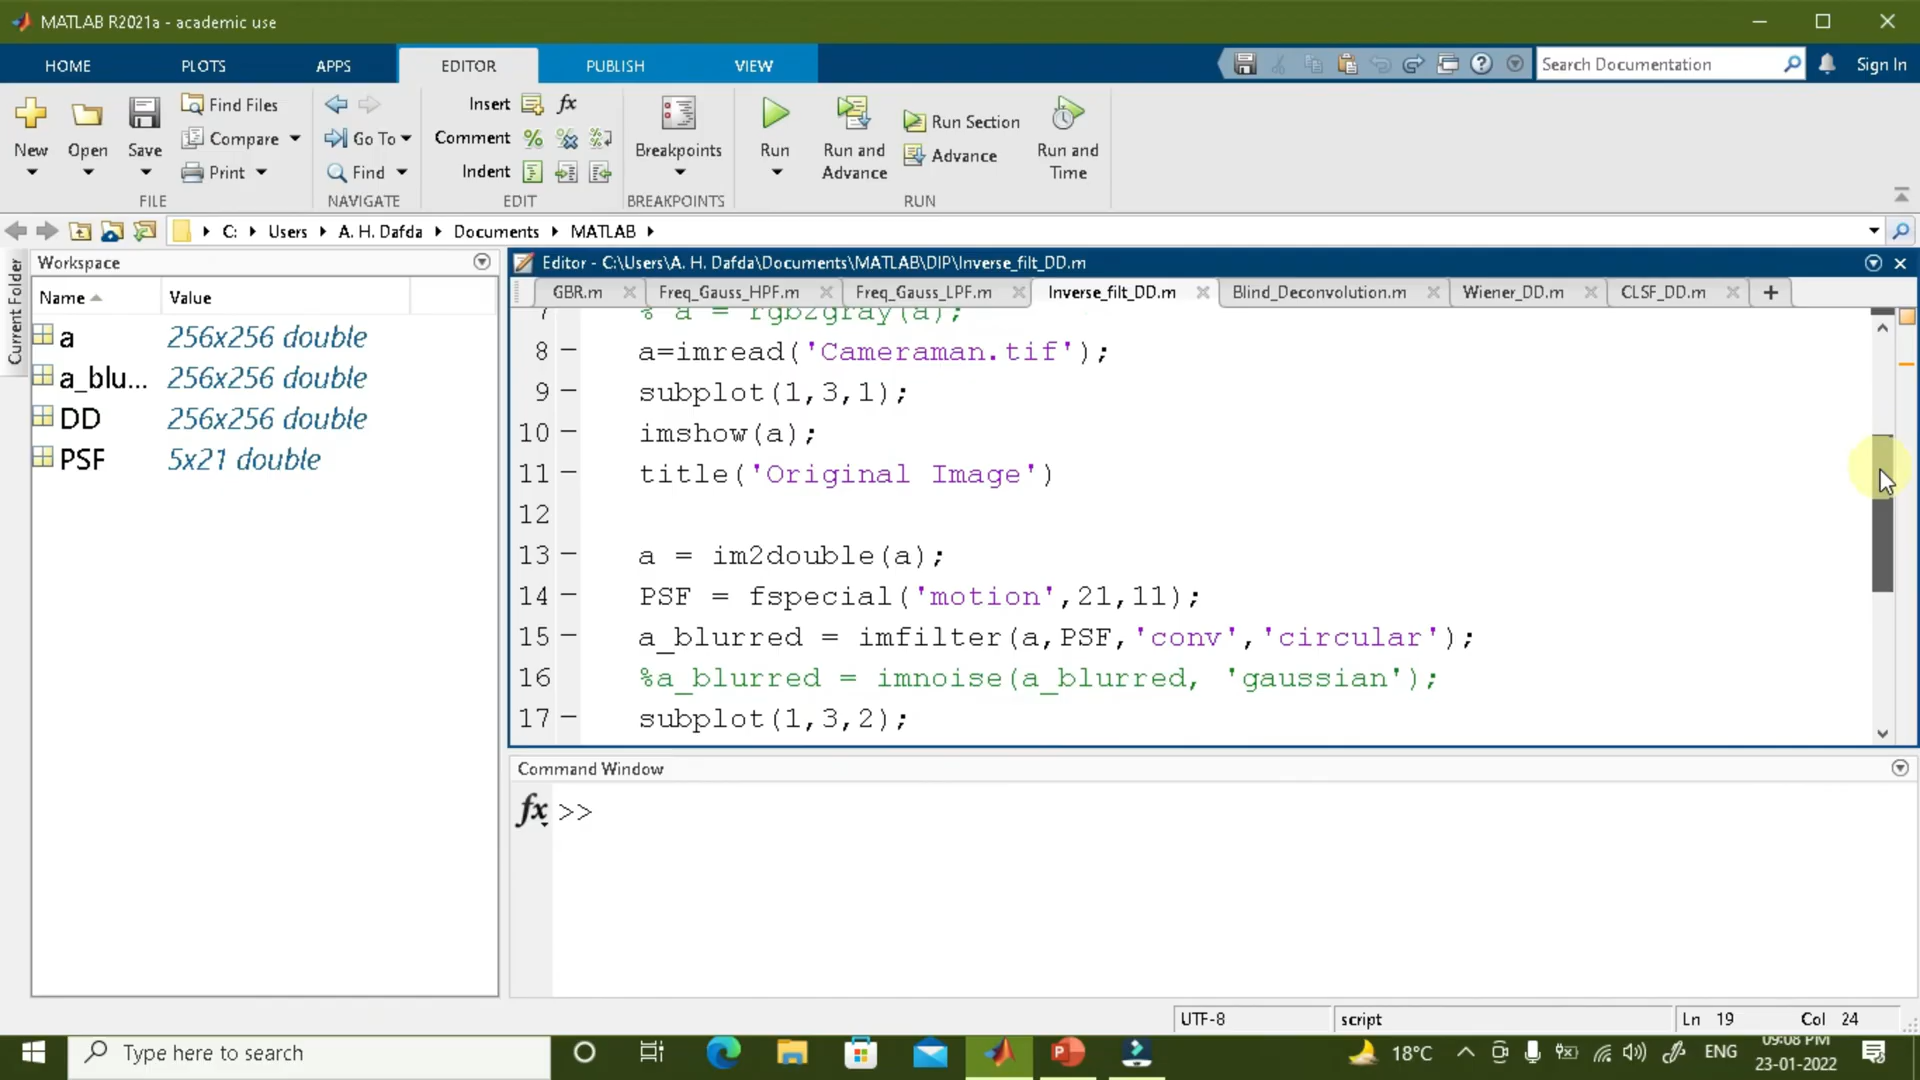 MATLAB R2021a - academic use
HOME PLOTS APPS EDITOR PUBLISH VIEW Search Documentation Sign In
New Open Save Find Files Compare Print FILE
Go To Find NAVIGATE
Insert fx Comment Indent EDIT
Breakpoints BREAKPOINTS
Run Run and Advance Run Section Advance Run and Time RUN
C: Users A. H. Dafda Documents MATLAB
Current Folder
Workspace
Name Value
a 256x256 double
a_blu... 256x256 double
DD 256x256 double
PSF 5x21 double
Editor - C:\Users\A. H. Dafda\Documents\MATLAB\DIP\Inverse_filt_DD.m
GBR.m Freq_Gauss_HPF.m Freq_Gauss_LPF.m Inverse_filt_DD.m Blind_Deconvolution.m Wiener_DD.m CLSF_DD.m +
7 % a = rgb2gray(a);
8 – a=imread('Cameraman.tif');
9 – subplot(1,3,1);
10 – imshow(a);
11 – title('Original Image')
12
13 – a = im2double(a);
14 – PSF = fspecial('motion',21,11);
15 – a_blurred = imfilter(a,PSF,'conv','circular');
16 %a_blurred = imnoise(a_blurred, 'gaussian');
17 – subplot(1,3,2);
Command Window
fx >>
UTF-8 script Ln 19 Col 24
Type here to search 18°C ENG 09:08 PM
23-01-2022